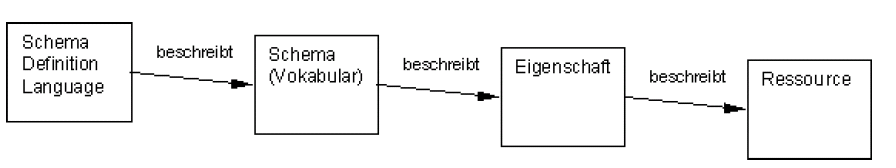 Schema
Definition
Language
beschreibt
Schema
(Vokabular)
beschreibt
Eigenschaft
beschreibt
Ressource